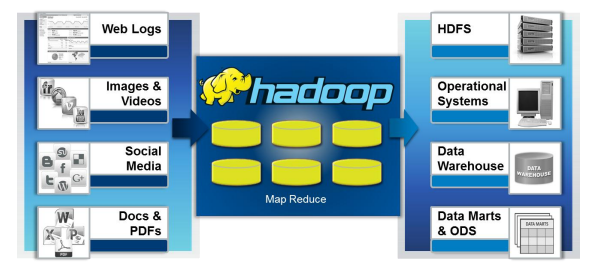 Web Logs
Images &
Videos
Social
Media
Docs &
PDFs
W
X
P
PDF
B
f
t
G+
hadoop
Map Reduce
HDFS
Operational
Systems
Data
Warehouse
DATA
WAREHOUSE
Data Marts
& ODS
DATA MARTS